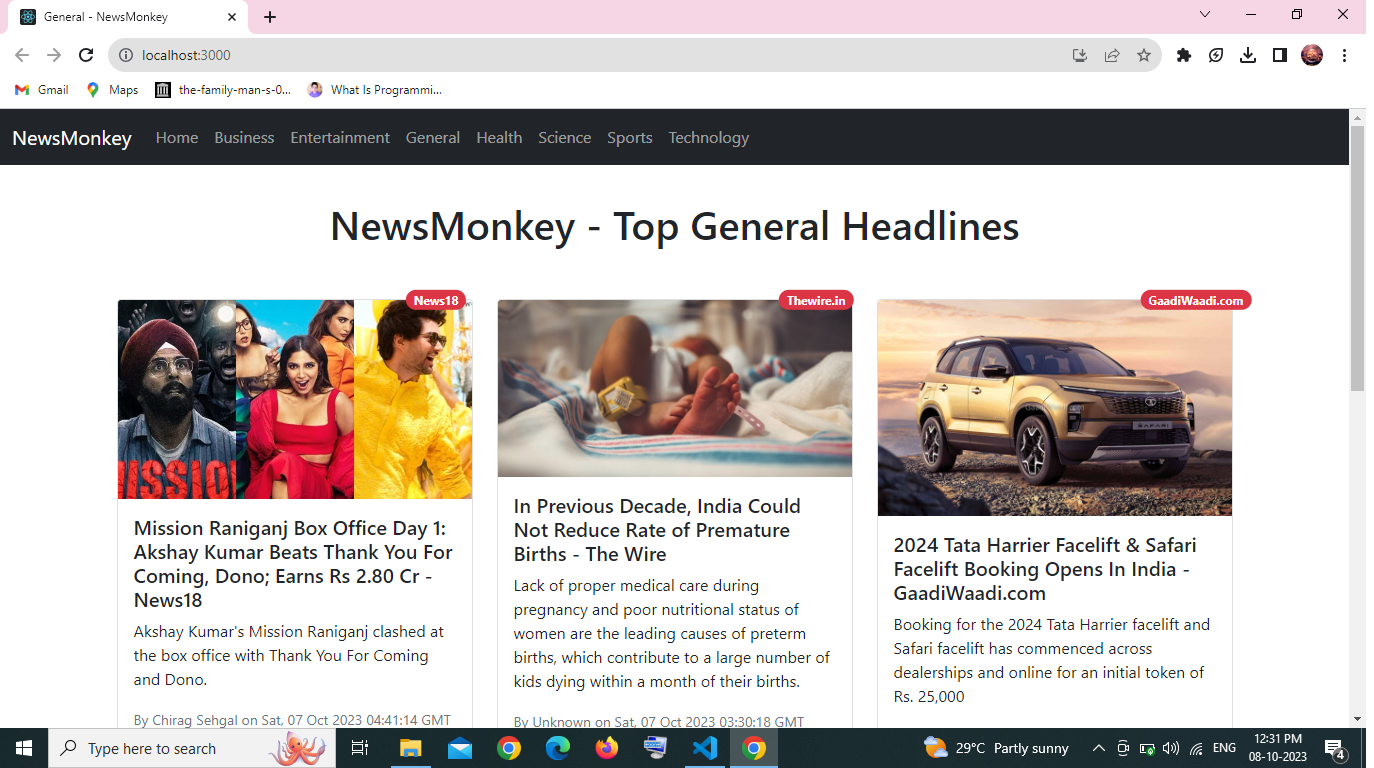 General - NewsMonkey
localhost:3000
Gmail
Maps
the-family-man-s-0...
What Is Programmi...
NewsMonkey Home Business Entertainment General Health Science Sports Technology
NewsMonkey - Top General Headlines
News18
MISSION
Mission Raniganj Box Office Day 1:
Akshay Kumar Beats Thank You For
Coming, Dono; Earns Rs 2.80 Cr -
News18
Akshay Kumar's Mission Raniganj clashed at
the box office with Thank You For Coming
and Dono.
By Chirag Sehgal on Sat, 07 Oct 2023 04:41:14 GMT
Thewire.in
In Previous Decade, India Could
Not Reduce Rate of Premature
Births - The Wire
Lack of proper medical care during
pregnancy and poor nutritional status of
women are the leading causes of preterm
births, which contribute to a large number of
kids dying within a month of their births.
By Unknown on Sat, 07 Oct 2023 03:30:18 GMT
GaadiWaadi.com
SAFARI
2024 Tata Harrier Facelift & Safari
Facelift Booking Opens In India -
GaadiWaadi.com
Booking for the 2024 Tata Harrier facelift and
Safari facelift has commenced across
dealerships and online for an initial token of
Rs. 25,000
Type here to search
29°C Partly sunny
ENG
12:31 PM
08-10-2023
4